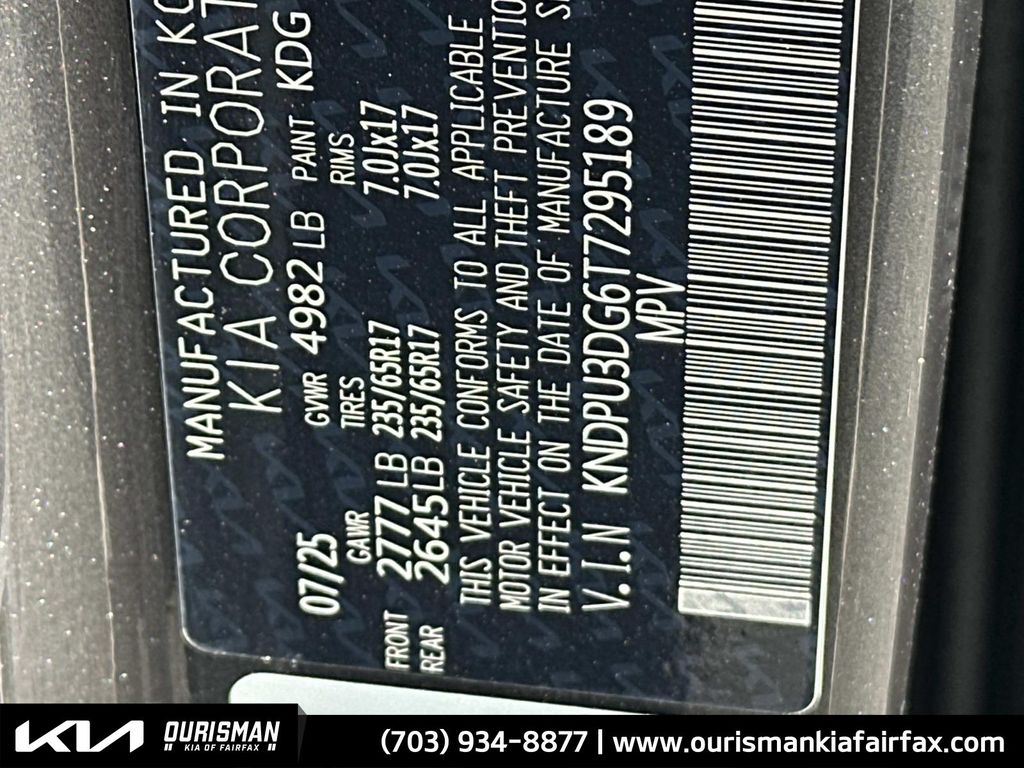 MANUFACTURED IN KO
KIA CORPORAT
07/25 GVWR 4982 LB PAINT KDG
GAWR TIRES RIMS
FRONT 2777 LB 235/65R17 7.0Jx17
REAR 2645LB 235/65R17 7.0Jx17
THIS VEHICLE CONFORMS TO ALL APPLICABLE
MOTOR VEHICLE SAFETY AND THEFT PREVENTIO
IN EFFECT ON THE DATE OF MANUFACTURE S
V.I.N KNDPU3DG6T7295189
MPV
KIA OURISMAN
KIA OF FAIRFAX
(703) 934-8877 | www.ourismankiafairfax.com